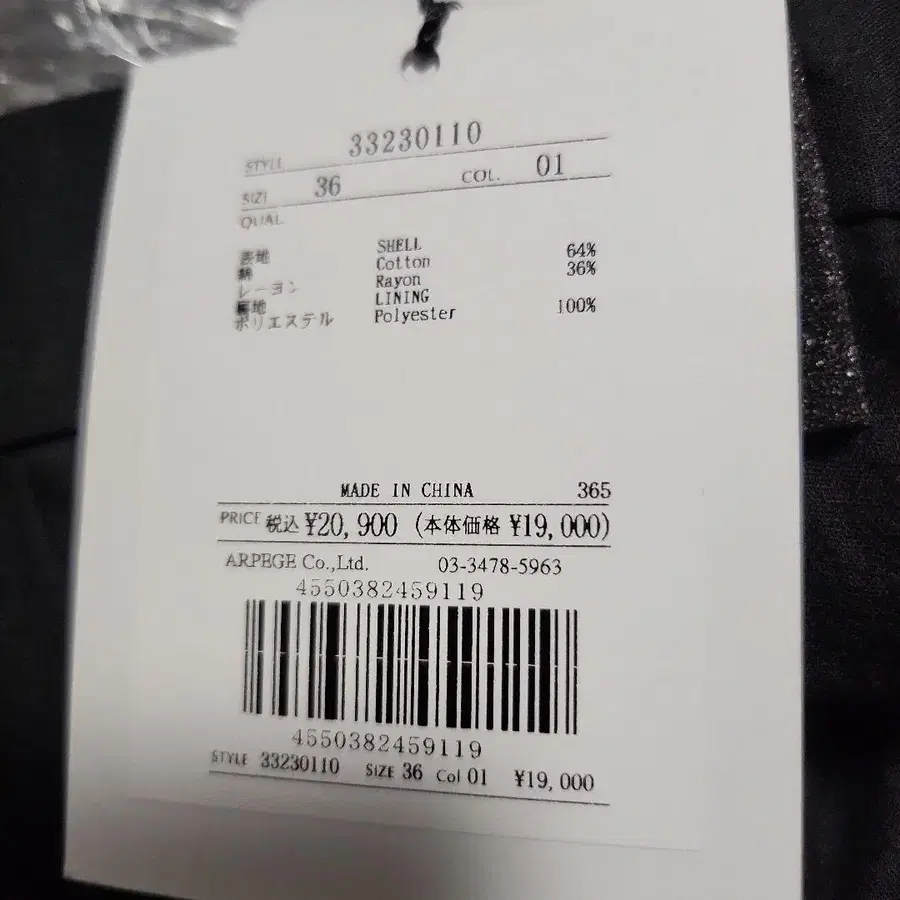 STYLE 33230110
SIZE 36 COL. 01
QUAL
表地 SHELL
綿 Cotton 64%
レーヨン Rayon 36%
裏地 LINING
ポリエステル Polyester 100%
MADE IN CHINA 365
PRICE 税込 ¥20,900 (本体価格 ¥19,000)
ARPEGE Co.,Ltd. 03-3478-5963
4550382459119
4550382459119
STYLE 33230110 SIZE 36 Col 01 ¥19,000